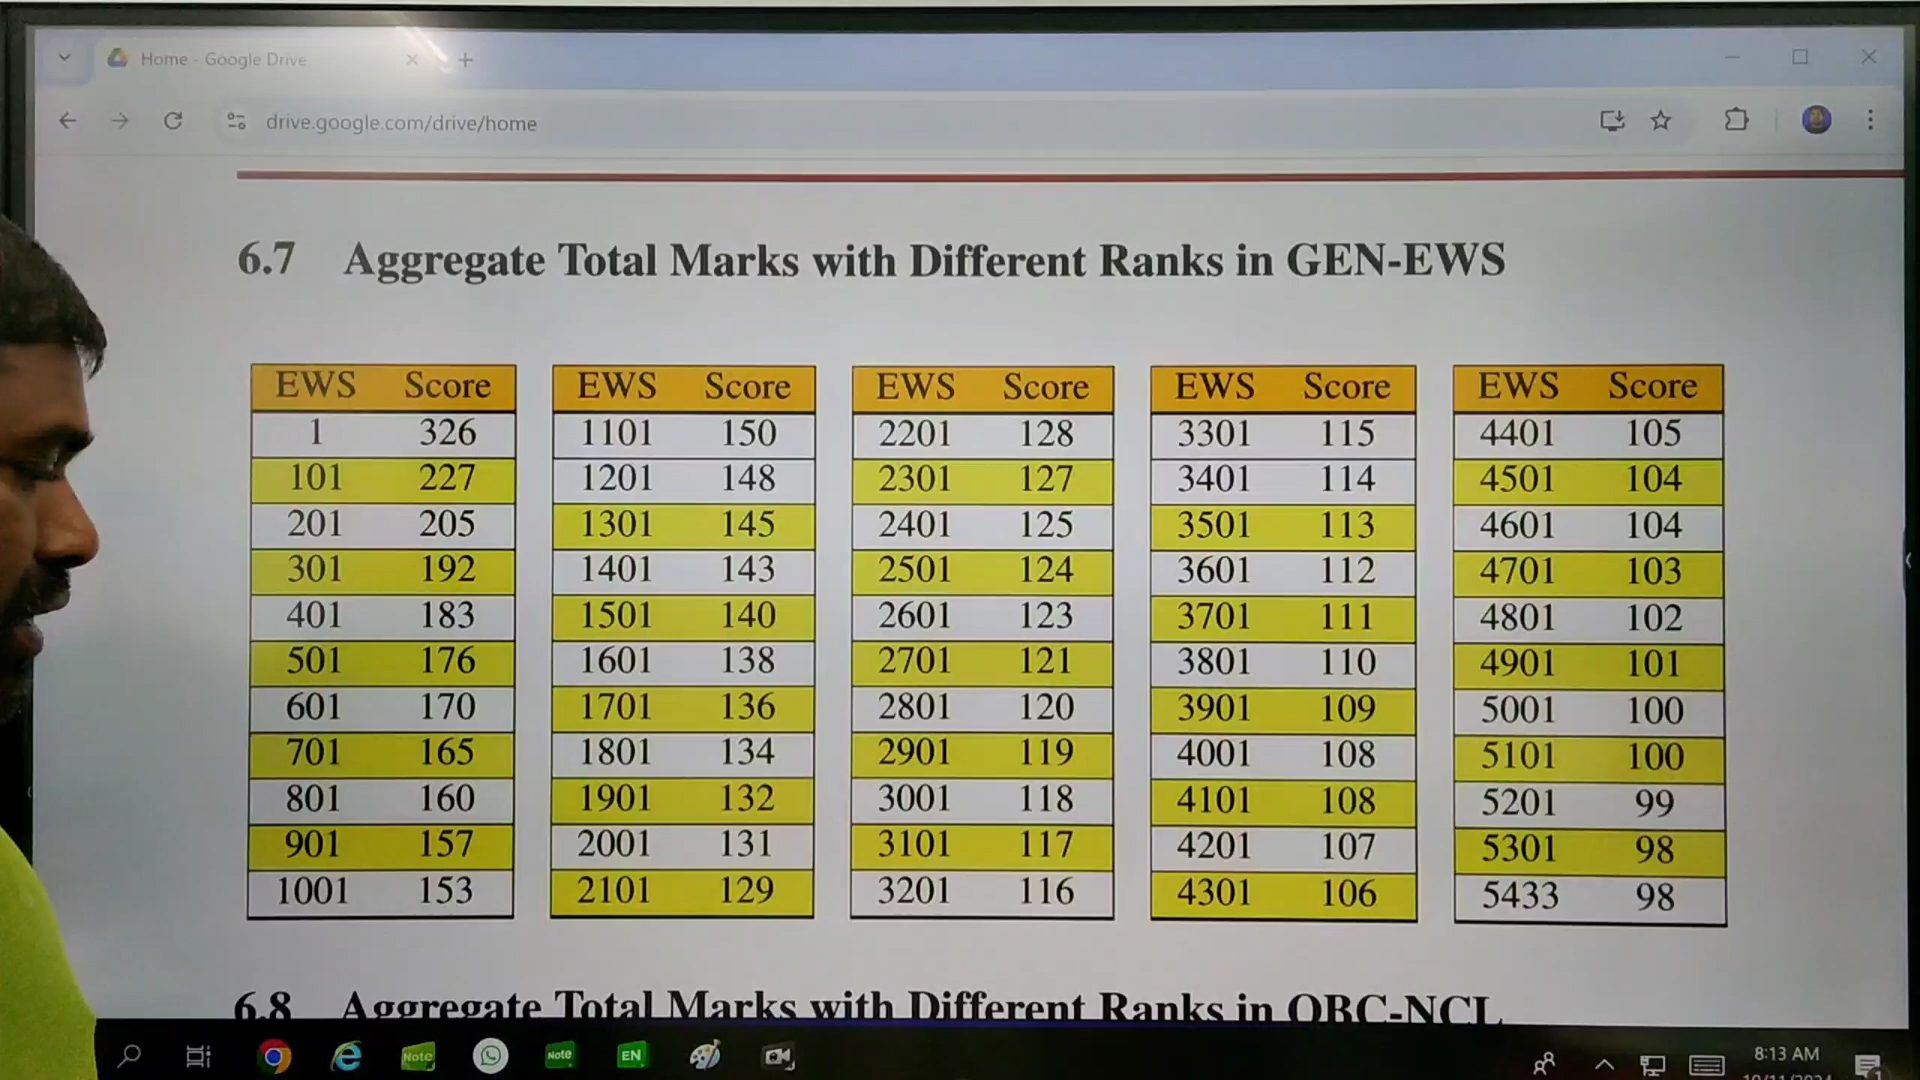 Home - Google Drive
drive.google.com/drive/home
6.7 Aggregate Total Marks with Different Ranks in GEN-EWS
EWS Score EWS Score EWS Score EWS Score EWS Score
1 326 1101 150 2201 128 3301 115 4401 105
101 227 1201 148 2301 127 3401 114 4501 104
201 205 1301 145 2401 125 3501 113 4601 104
301 192 1401 143 2501 124 3601 112 4701 103
401 183 1501 140 2601 123 3701 111 4801 102
501 176 1601 138 2701 121 3801 110 4901 101
601 170 1701 136 2801 120 3901 109 5001 100
701 165 1801 134 2901 119 4001 108 5101 100
801 160 1901 132 3001 118 4101 108 5201 99
901 157 2001 131 3101 117 4201 107 5301 98
1001 153 2101 129 3201 116 4301 106 5433 98
6.8 Aggregate Total Marks with Different Ranks in OBC-NCL
Note Note EN 8:13 AM